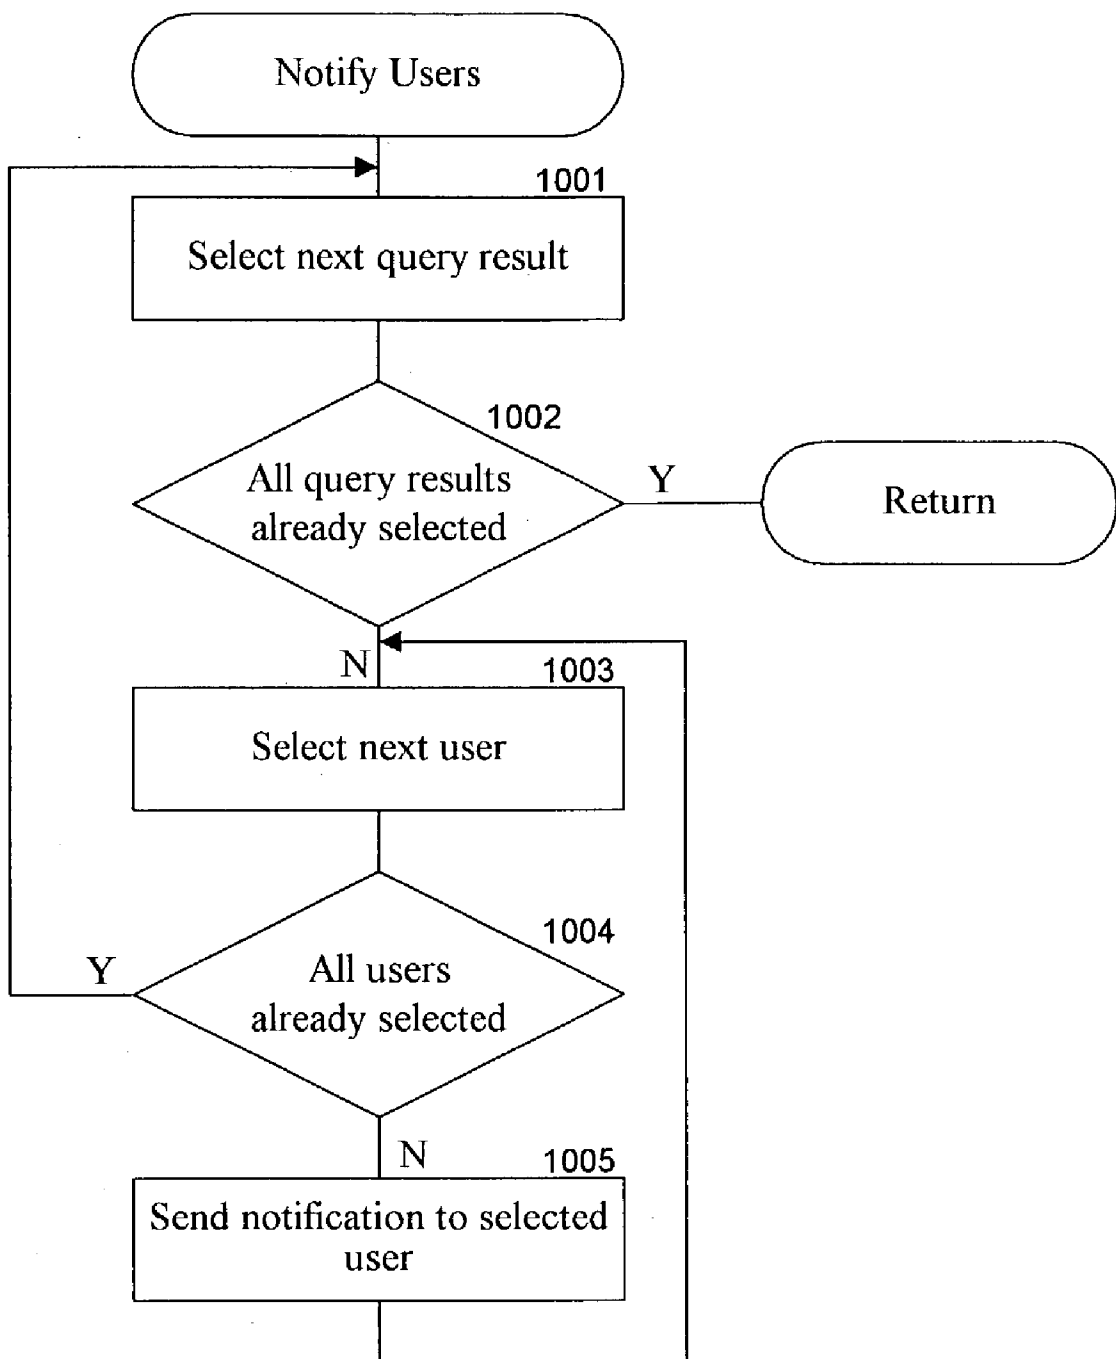 Notify Users
1001
Select next query result
1002
All query results
already selected
Y
Return
N
1003
Select next user
1004
All users
already selected
Y
N
1005
Send notification to selected
user